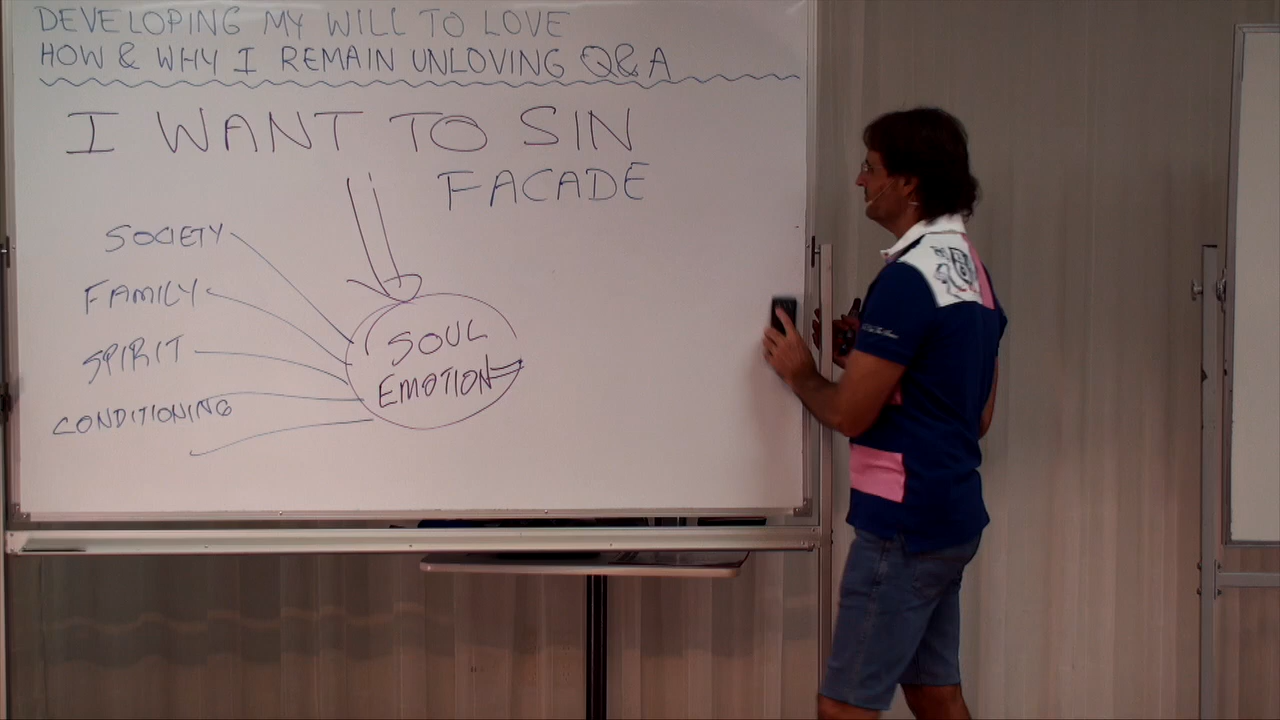 DEVELOPING MY WILL TO LOVE
HOW & WHY I REMAIN UNLOVING Q&A
I WANT TO SIN
FACADE
SOCIETY
FAMILY
SPIRIT
CONDITIONING
SOUL
EMOTION